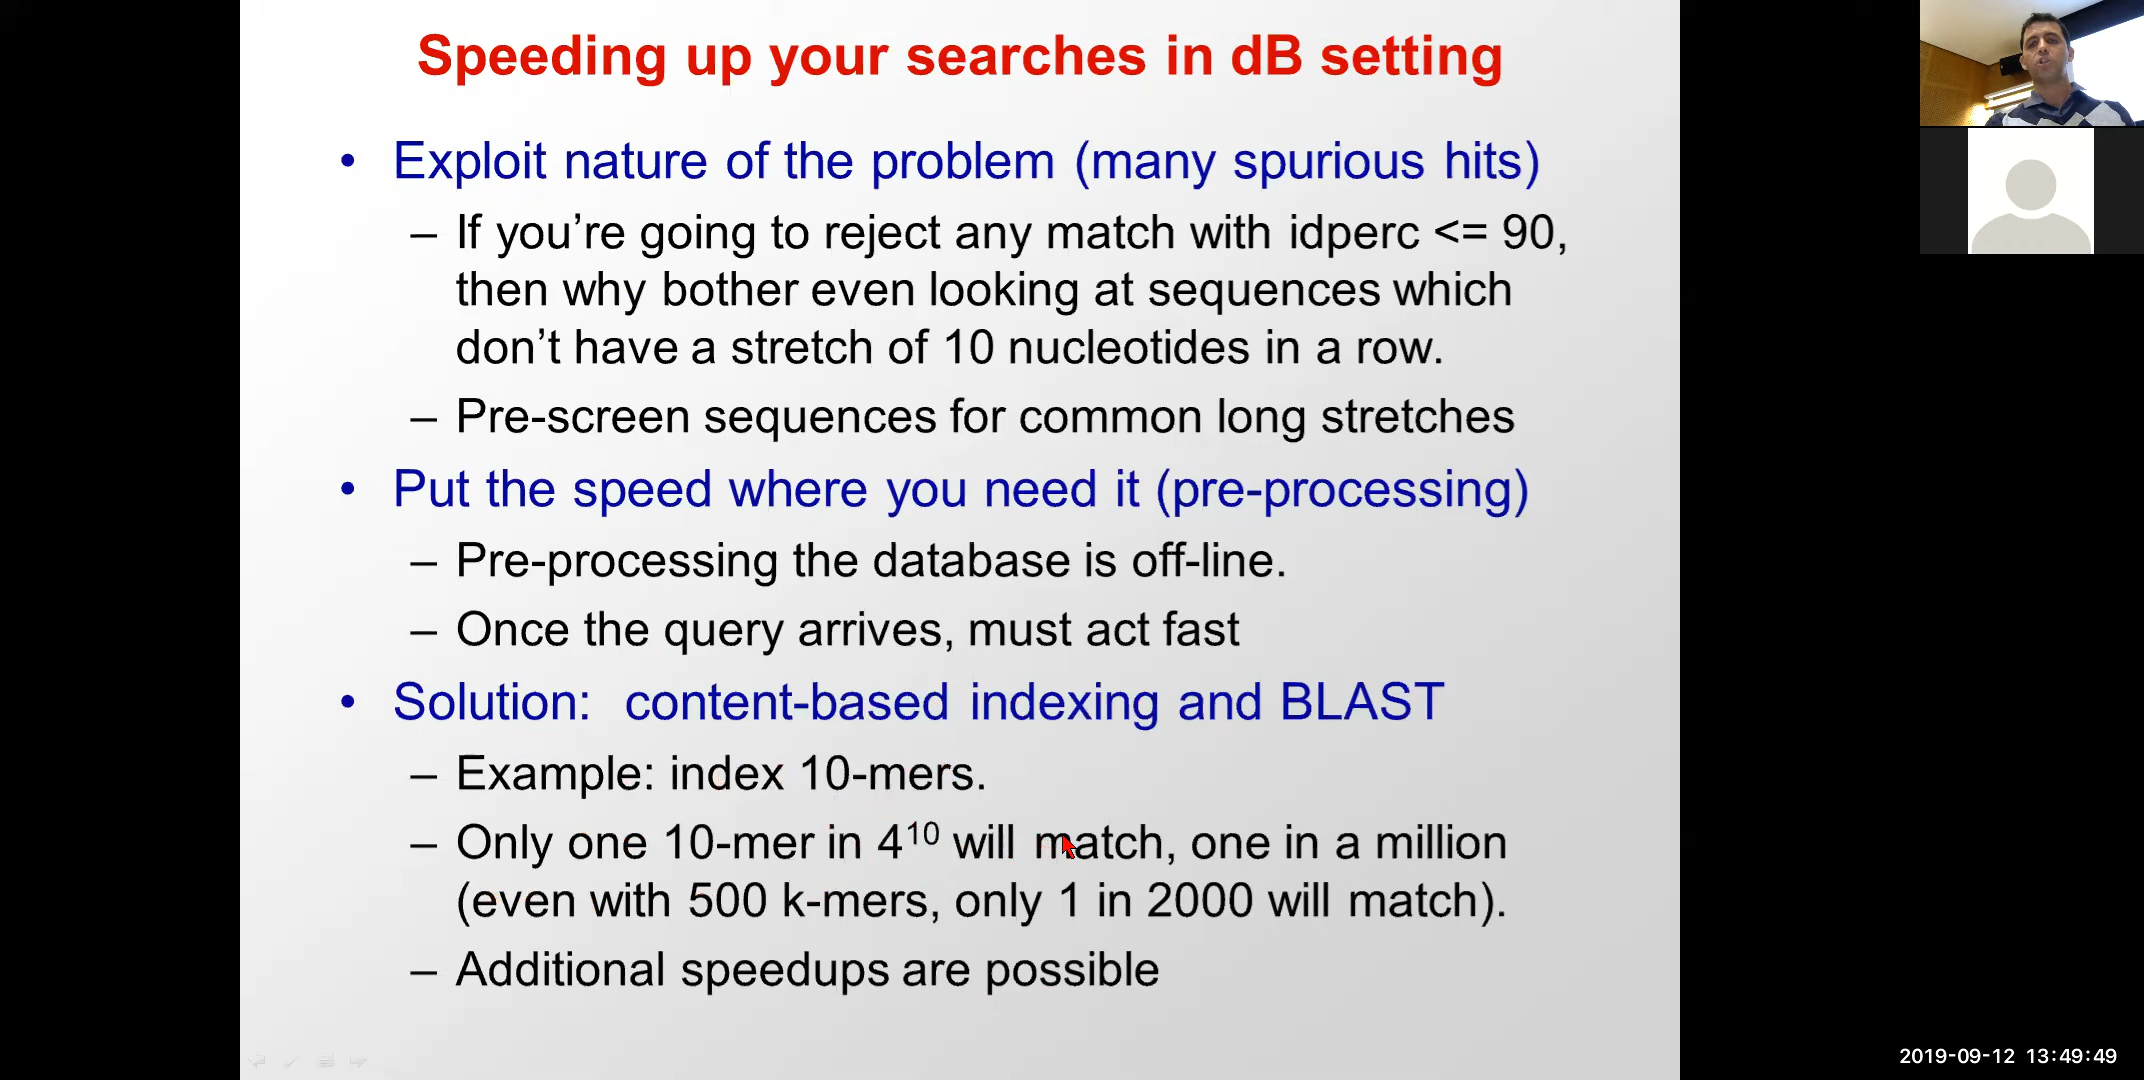 Speeding up your searches in dB setting
• Exploit nature of the problem (many spurious hits)
– If you’re going to reject any match with idperc <= 90,
then why bother even looking at sequences which
don’t have a stretch of 10 nucleotides in a row.
– Pre-screen sequences for common long stretches
• Put the speed where you need it (pre-processing)
– Pre-processing the database is off-line.
– Once the query arrives, must act fast
• Solution:  content-based indexing and BLAST
– Example: index 10-mers.
– Only one 10-mer in 4¹⁰ will match, one in a million
(even with 500 k-mers, only 1 in 2000 will match).
– Additional speedups are possible
2019-09-12 13:49:49